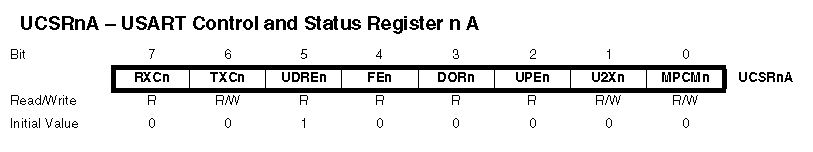 UCSRnA – USART Control and Status Register n A
Bit 7 6 5 4 3 2 1 0
RXCn TXCn UDREn FEn DORn UPEn U2Xn MPCMn UCSRnA
Read/Write R R/W R R R R R/W R/W
Initial Value 0 0 1 0 0 0 0 0